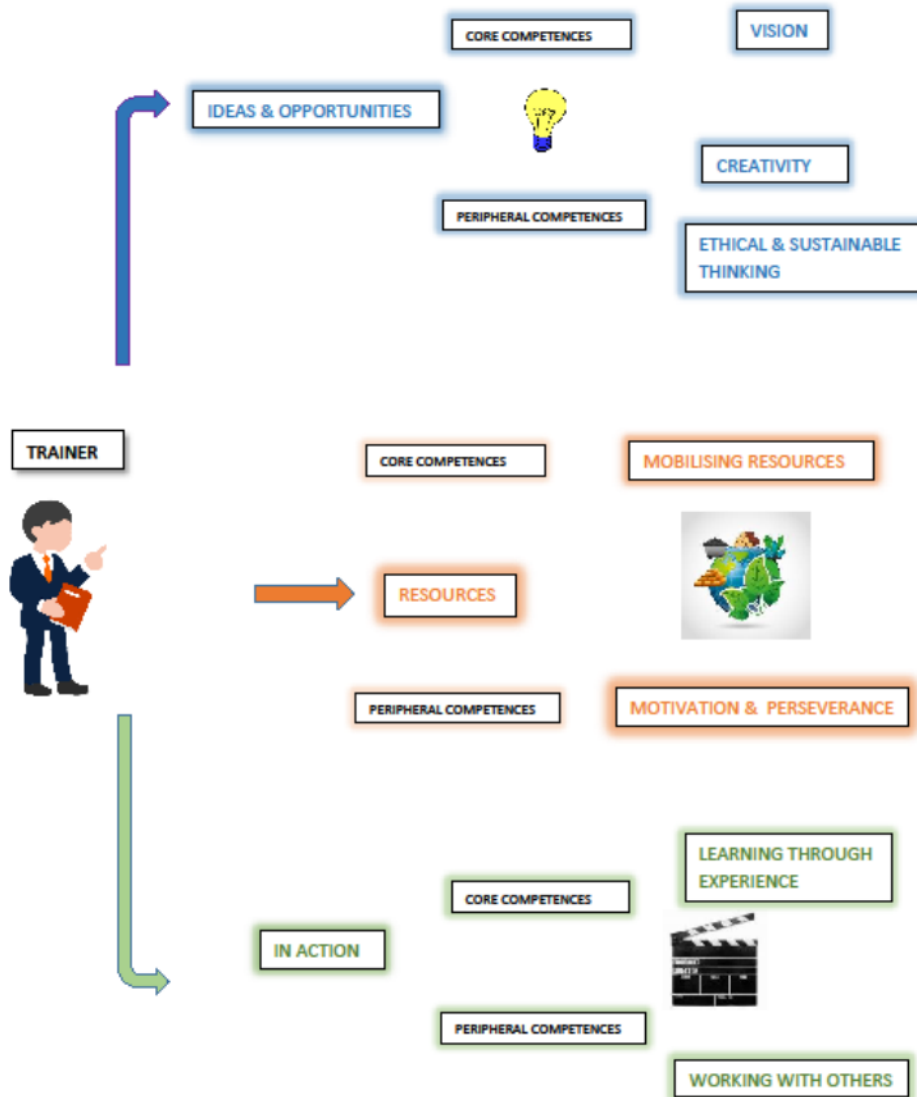 CORE COMPETENCES
VISION
IDEAS & OPPORTUNITIES
CREATIVITY
PERIPHERAL COMPETENCES
ETHICAL & SUSTAINABLE
THINKING
TRAINER
CORE COMPETENCES
MOBILISING RESOURCES
RESOURCES
PERIPHERAL COMPETENCES
MOTIVATION & PERSEVERANCE
LEARNING THROUGH
EXPERIENCE
CORE COMPETENCES
IN ACTION
PERIPHERAL COMPETENCES
WORKING WITH OTHERS